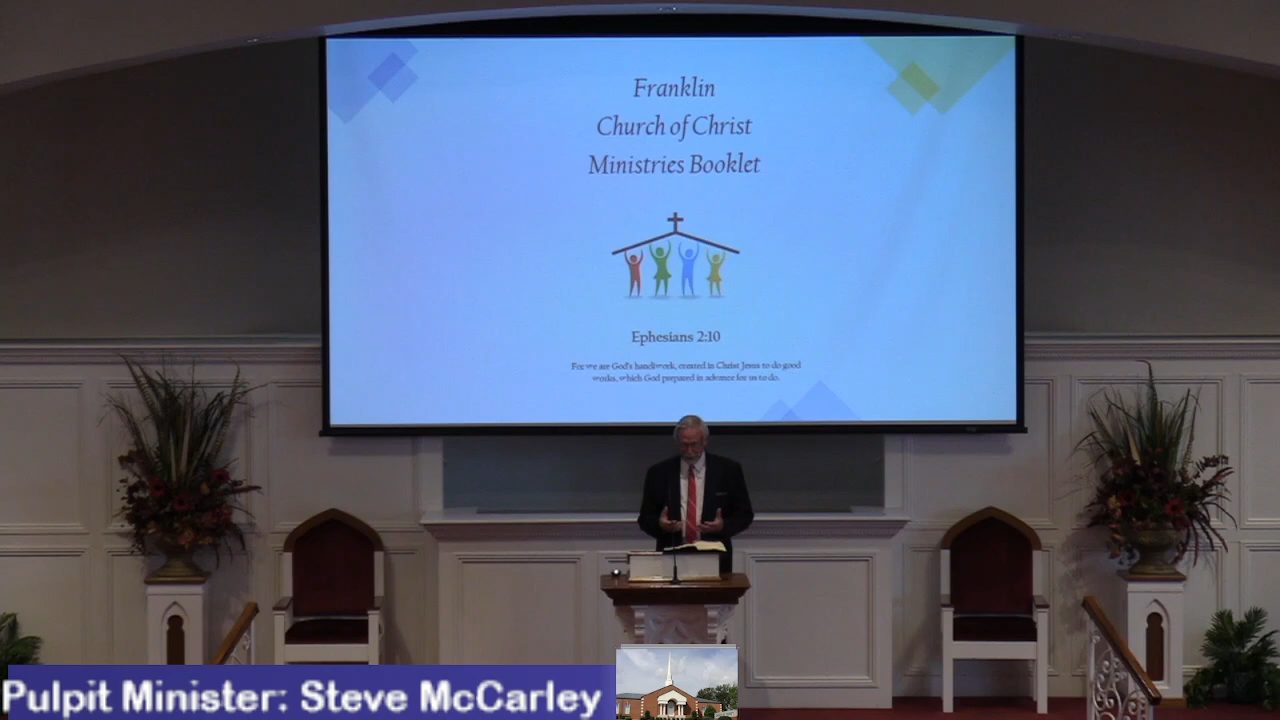 Franklin
Church of Christ
Ministries Booklet
Ephesians 2:10
For we are God's handiwork, created in Christ Jesus to do good
works, which God prepared in advance for us to do.
Pulpit Minister: Steve McCarley